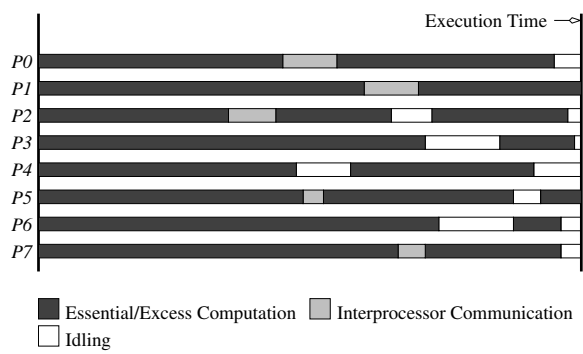 Execution Time
P0
P1
P2
P3
P4
P5
P6
P7
Essential/Excess Computation Interprocessor Communication
Idling